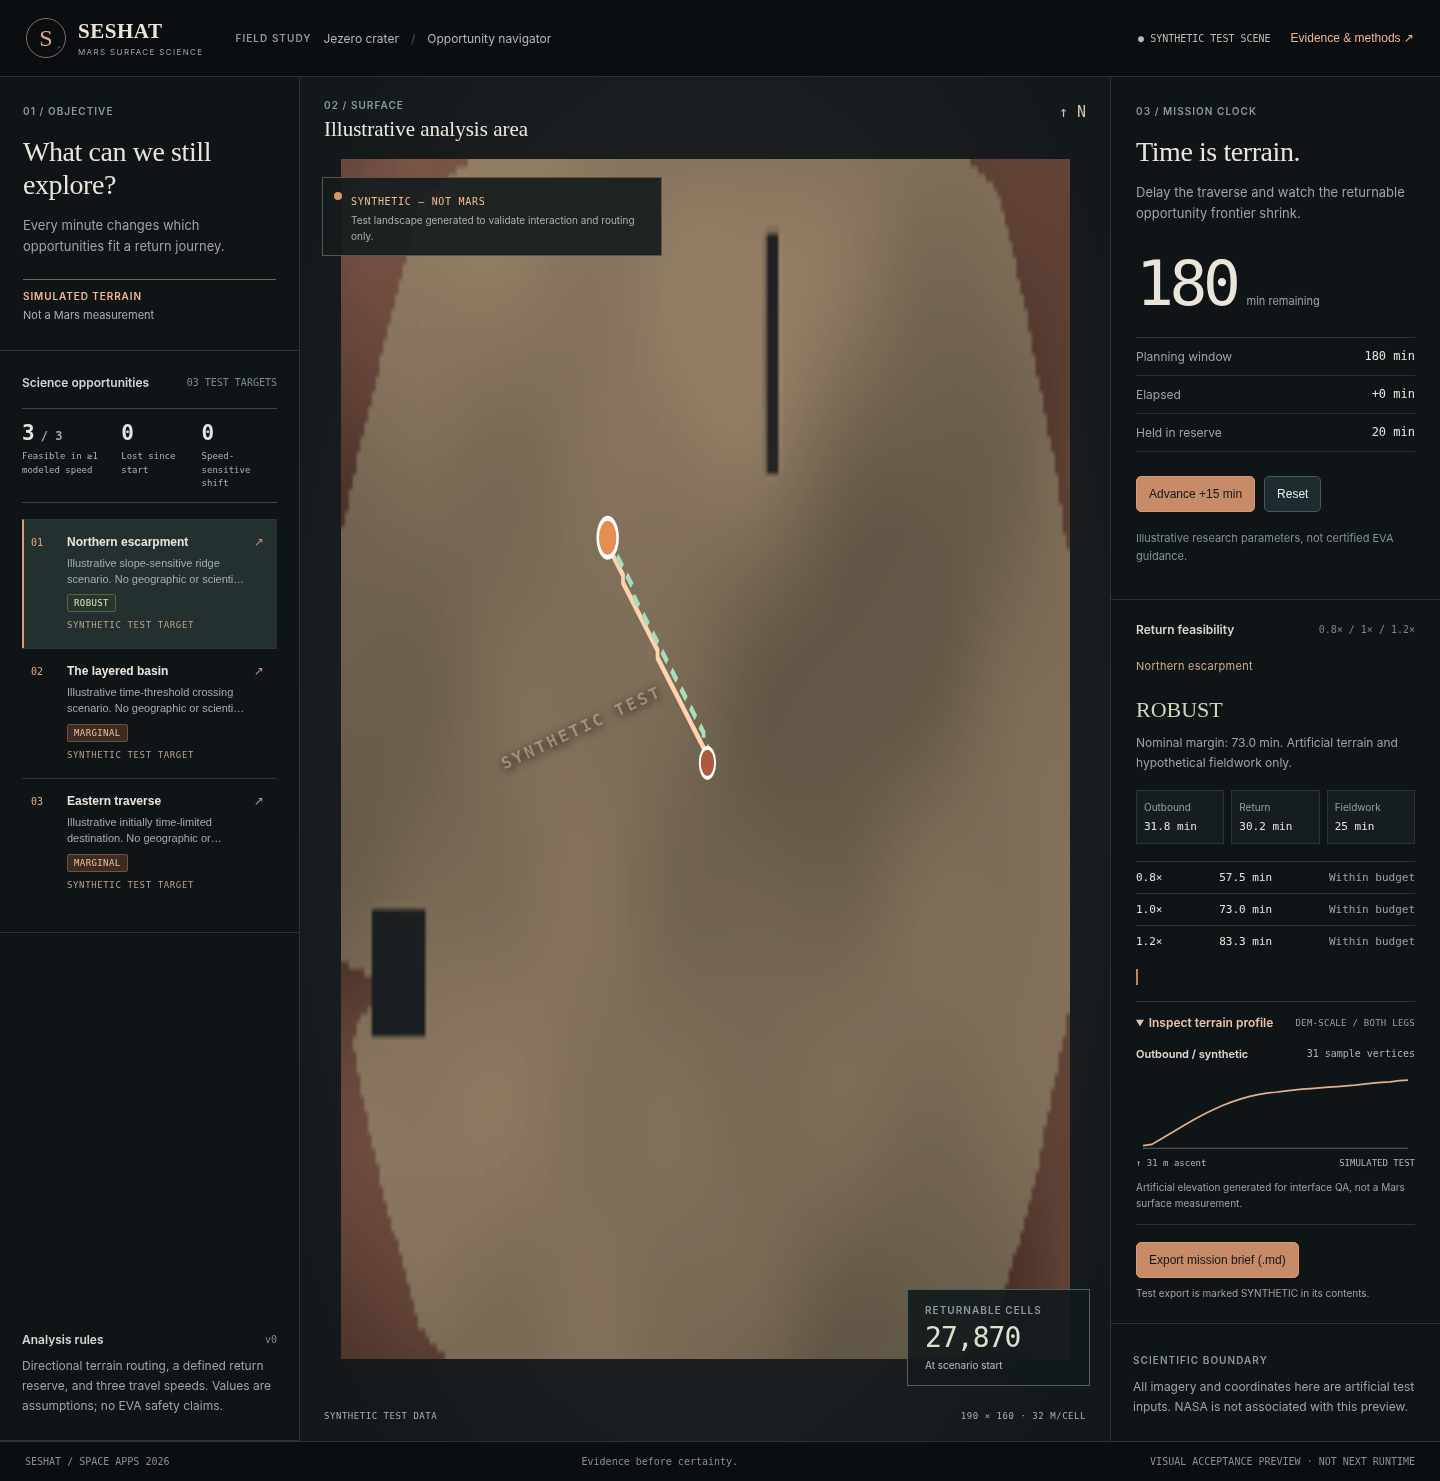 S
SESHAT
MARS SURFACE SCIENCE
FIELD STUDY Jezero crater / Opportunity navigator
● SYNTHETIC TEST SCENE Evidence & methods ↗
01 / OBJECTIVE
What can we still
explore?
Every minute changes which
opportunities fit a return journey.
SIMULATED TERRAIN
Not a Mars measurement
Science opportunities 03 TEST TARGETS
3 / 3 0 0
Feasible in ≥1
modeled speed
Lost since
start
Speed-
sensitive
shift
01 Northern escarpment ↗
Illustrative slope-sensitive ridge
scenario. No geographic or scienti…
ROBUST
SYNTHETIC TEST TARGET
02 The layered basin ↗
Illustrative time-threshold crossing
scenario. No geographic or scienti…
MARGINAL
SYNTHETIC TEST TARGET
03 Eastern traverse ↗
Illustrative initially time-limited
destination. No geographic or…
MARGINAL
SYNTHETIC TEST TARGET
Analysis rules v0
Directional terrain routing, a defined return
reserve, and three travel speeds. Values are
assumptions; no EVA safety claims.
02 / SURFACE
Illustrative analysis area
↑ N
SYNTHETIC — NOT MARS
Test landscape generated to validate interaction and routing
only.
SYNTHETIC TEST
RETURNABLE CELLS
27,870
At scenario start
SYNTHETIC TEST DATA 190 × 160 · 32 M/CELL
03 / MISSION CLOCK
Time is terrain.
Delay the traverse and watch the returnable
opportunity frontier shrink.
180 min remaining
Planning window 180 min
Elapsed +0 min
Held in reserve 20 min
Advance +15 min Reset
Illustrative research parameters, not certified EVA
guidance.
Return feasibility 0.8× / 1× / 1.2×
Northern escarpment
ROBUST
Nominal margin: 73.0 min. Artificial terrain and
hypothetical fieldwork only.
Outbound Return Fieldwork
31.8 min 30.2 min 25 min
0.8× 57.5 min Within budget
1.0× 73.0 min Within budget
1.2× 83.3 min Within budget
▼ Inspect terrain profile DEM-SCALE / BOTH LEGS
Outbound / synthetic 31 sample vertices
↑ 31 m ascent SIMULATED TEST
Artificial elevation generated for interface QA, not a Mars
surface measurement.
Export mission brief (.md)
Test export is marked SYNTHETIC in its contents.
SCIENTIFIC BOUNDARY
All imagery and coordinates here are artificial test
inputs. NASA is not associated with this preview.
SESHAT / SPACE APPS 2026 Evidence before certainty. VISUAL ACCEPTANCE PREVIEW · NOT NEXT RUNTIME